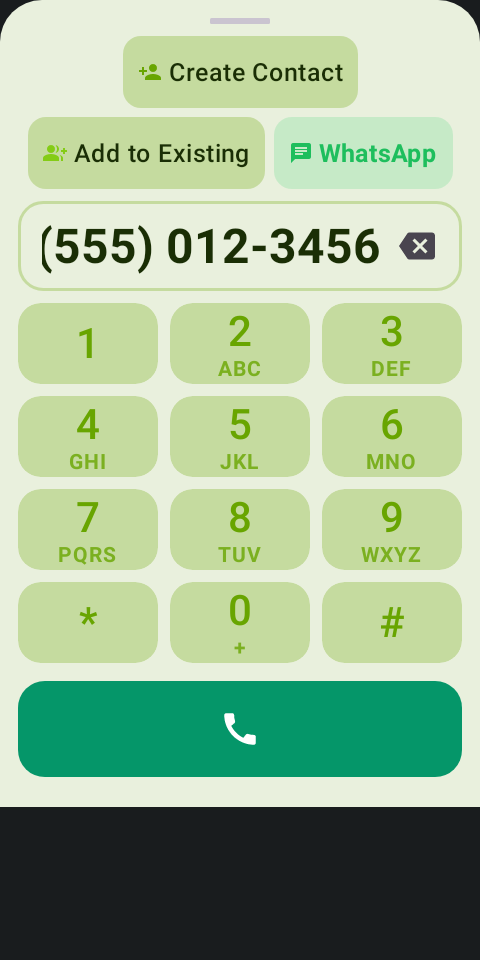 Create Contact
Add to Existing WhatsApp
(555) 012-3456
1 2 3
ABC DEF
4 5 6
GHI JKL MNO
7 8 9
PQRS TUV WXYZ
* 0 #
+